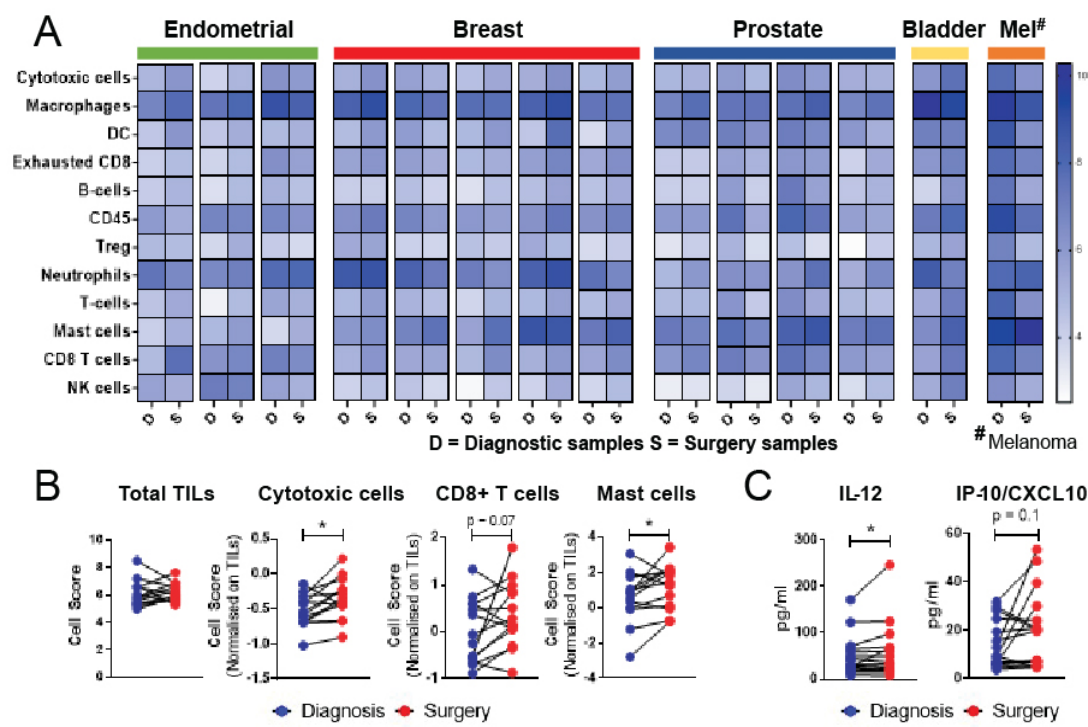 A
Endometrial Breast Prostate Bladder Mel#
Cytotoxic cells
Macrophages
DC
Exhausted CD8
B-cells
CD45
Treg
Neutrophils
T-cells
Mast cells
CD8 T cells
NK cells
10
8
6
4
D S D S D S D S D S D S D S D S D S D S D S D S D S D S
D = Diagnostic samples S = Surgery samples
# Melanoma
B
Total TILs
Cell Score
10
8
6
4
2
0
Cytotoxic cells
Cell Score
(Normalised on TILs)
*
0.5
0.0
-0.5
-1.0
-1.5
CD8+ T cells
p = 0.07
Cell Score
(Normalised on TILs)
2
1
0
-1
Mast cells
*
Cell Score
(Normalised on TILs)
4
2
0
-2
-4
Diagnosis Surgery
C
IL-12
*
pg/ml
300
200
100
0
IP-10/CXCL10
p = 0.1
pg/ml
60
40
20
0
Diagnosis Surgery